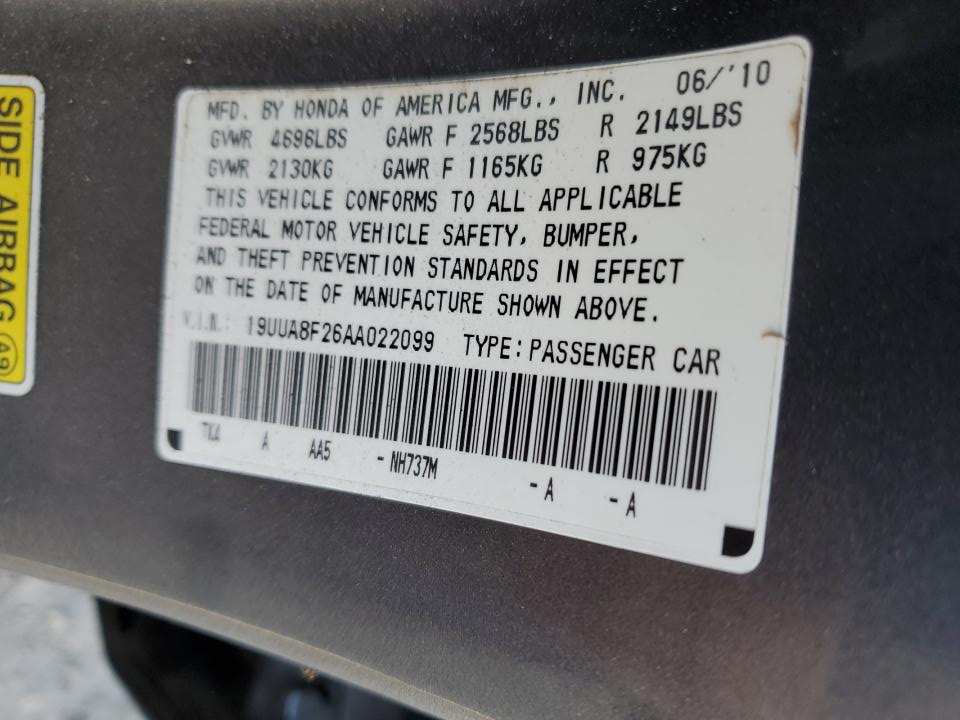 SIDE AIRBAG A9
MFD. BY HONDA OF AMERICA MFG., INC. 06/'10
GVWR 4696LBS GAWR F 2568LBS R 2149LBS
GVWR 2130KG GAWR F 1165KG R 975KG
THIS VEHICLE CONFORMS TO ALL APPLICABLE
FEDERAL MOTOR VEHICLE SAFETY, BUMPER,
AND THEFT PREVENTION STANDARDS IN EFFECT
ON THE DATE OF MANUFACTURE SHOWN ABOVE.
V.I.N.: 19UUA8F26AA022099 TYPE: PASSENGER CAR
TK4 A AA5 - NH737M - A - A